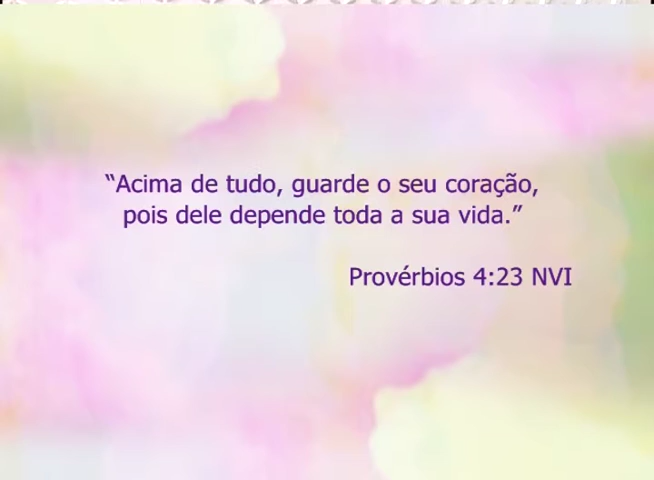 “Acima de tudo, guarde o seu coração,
pois dele depende toda a sua vida.”
Provérbios 4:23 NVI